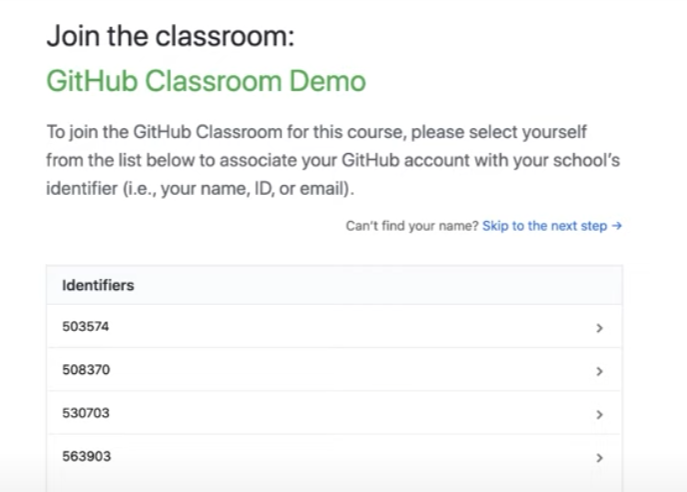 Join the classroom:
GitHub Classroom Demo
To join the GitHub Classroom for this course, please select yourself
from the list below to associate your GitHub account with your school's
identifier (i.e., your name, ID, or email).
Can't find your name? Skip to the next step →
Identifiers
503574
508370
530703
563903